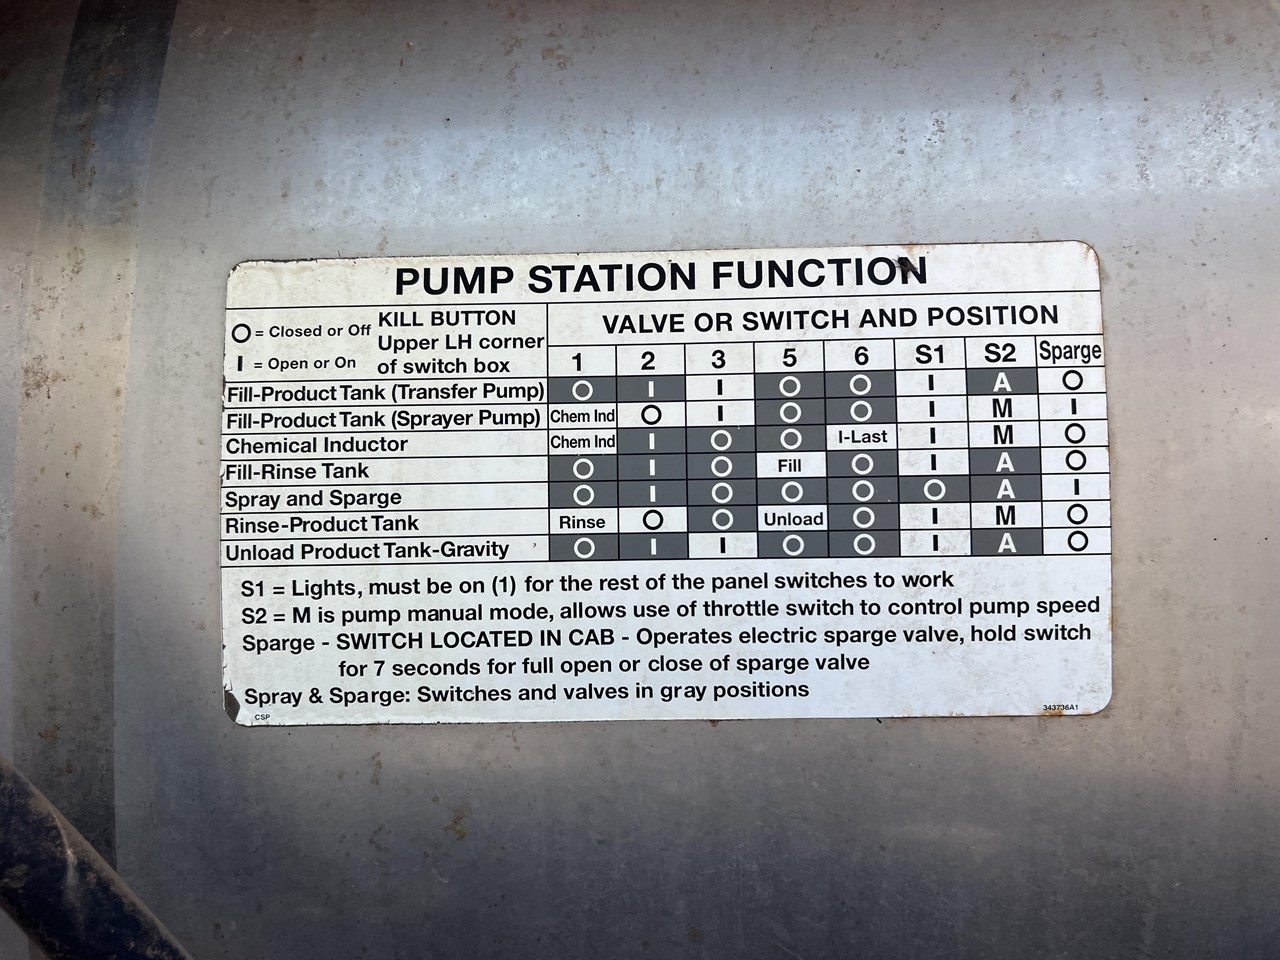 PUMP STATION FUNCTION
O = Closed or Off
I = Open or On
KILL BUTTON
Upper LH corner
of switch box
VALVE OR SWITCH AND POSITION
1 2 3 5 6 S1 S2 Sparge
Fill-Product Tank (Transfer Pump) O I I O O I A O
Fill-Product Tank (Sprayer Pump) Chem Ind O I O O I M I
Chemical Inductor Chem Ind I O O I-Last I M O
Fill-Rinse Tank O I O Fill O I A O
Spray and Sparge O I O O O O A I
Rinse-Product Tank Rinse O O Unload O I M O
Unload Product Tank-Gravity O I I O O I A O
S1 = Lights, must be on (1) for the rest of the panel switches to work
S2 = M is pump manual mode, allows use of throttle switch to control pump speed
Sparge - SWITCH LOCATED IN CAB - Operates electric sparge valve, hold switch
for 7 seconds for full open or close of sparge valve
Spray & Sparge: Switches and valves in gray positions
CSP
343736A1